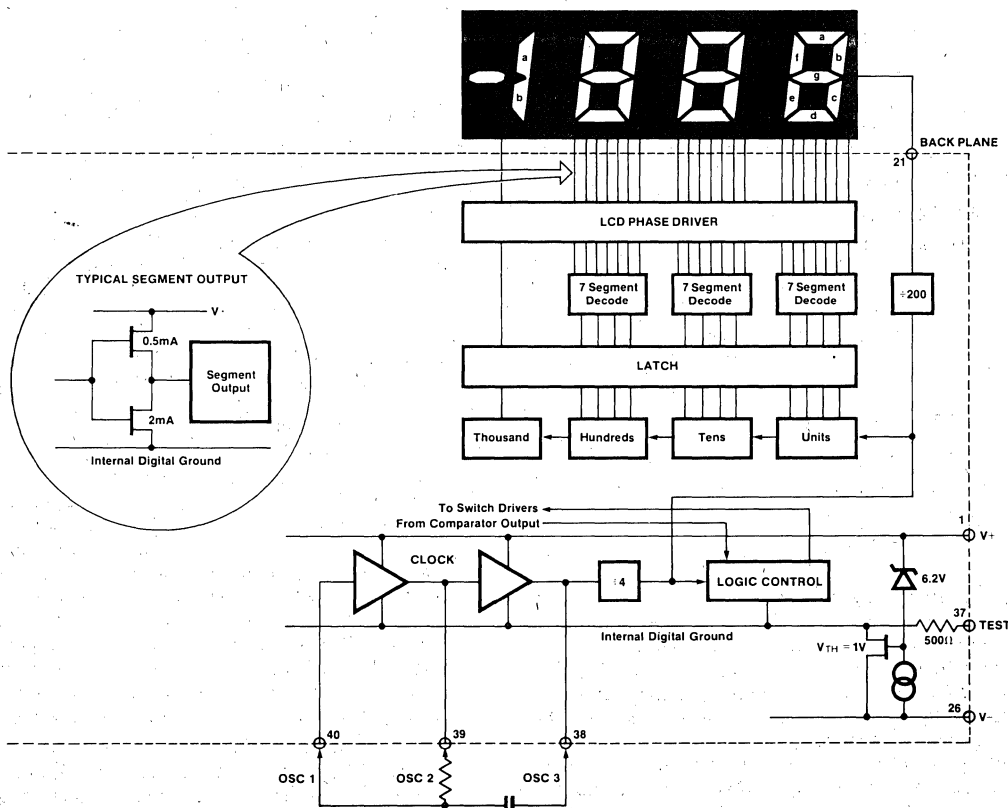 a
b
a
f
b
g
e
c
d
BACK PLANE
21
LCD PHASE DRIVER
TYPICAL SEGMENT OUTPUT
7 Segment
Decode
7 Segment
Decode
7 Segment
Decode
÷200
0.5mA
Segment
Output
LATCH
2mA
Thousand
Hundreds
Tens
Units
Internal Digital Ground
To Switch Drivers
From Comparator Output
1
V+
CLOCK
6.2V
LOGIC CONTROL
37
TEST
Internal Digital Ground
500Ω
VTH = 1V
26
V–
40
39
38
OSC 1
OSC 2
OSC 3